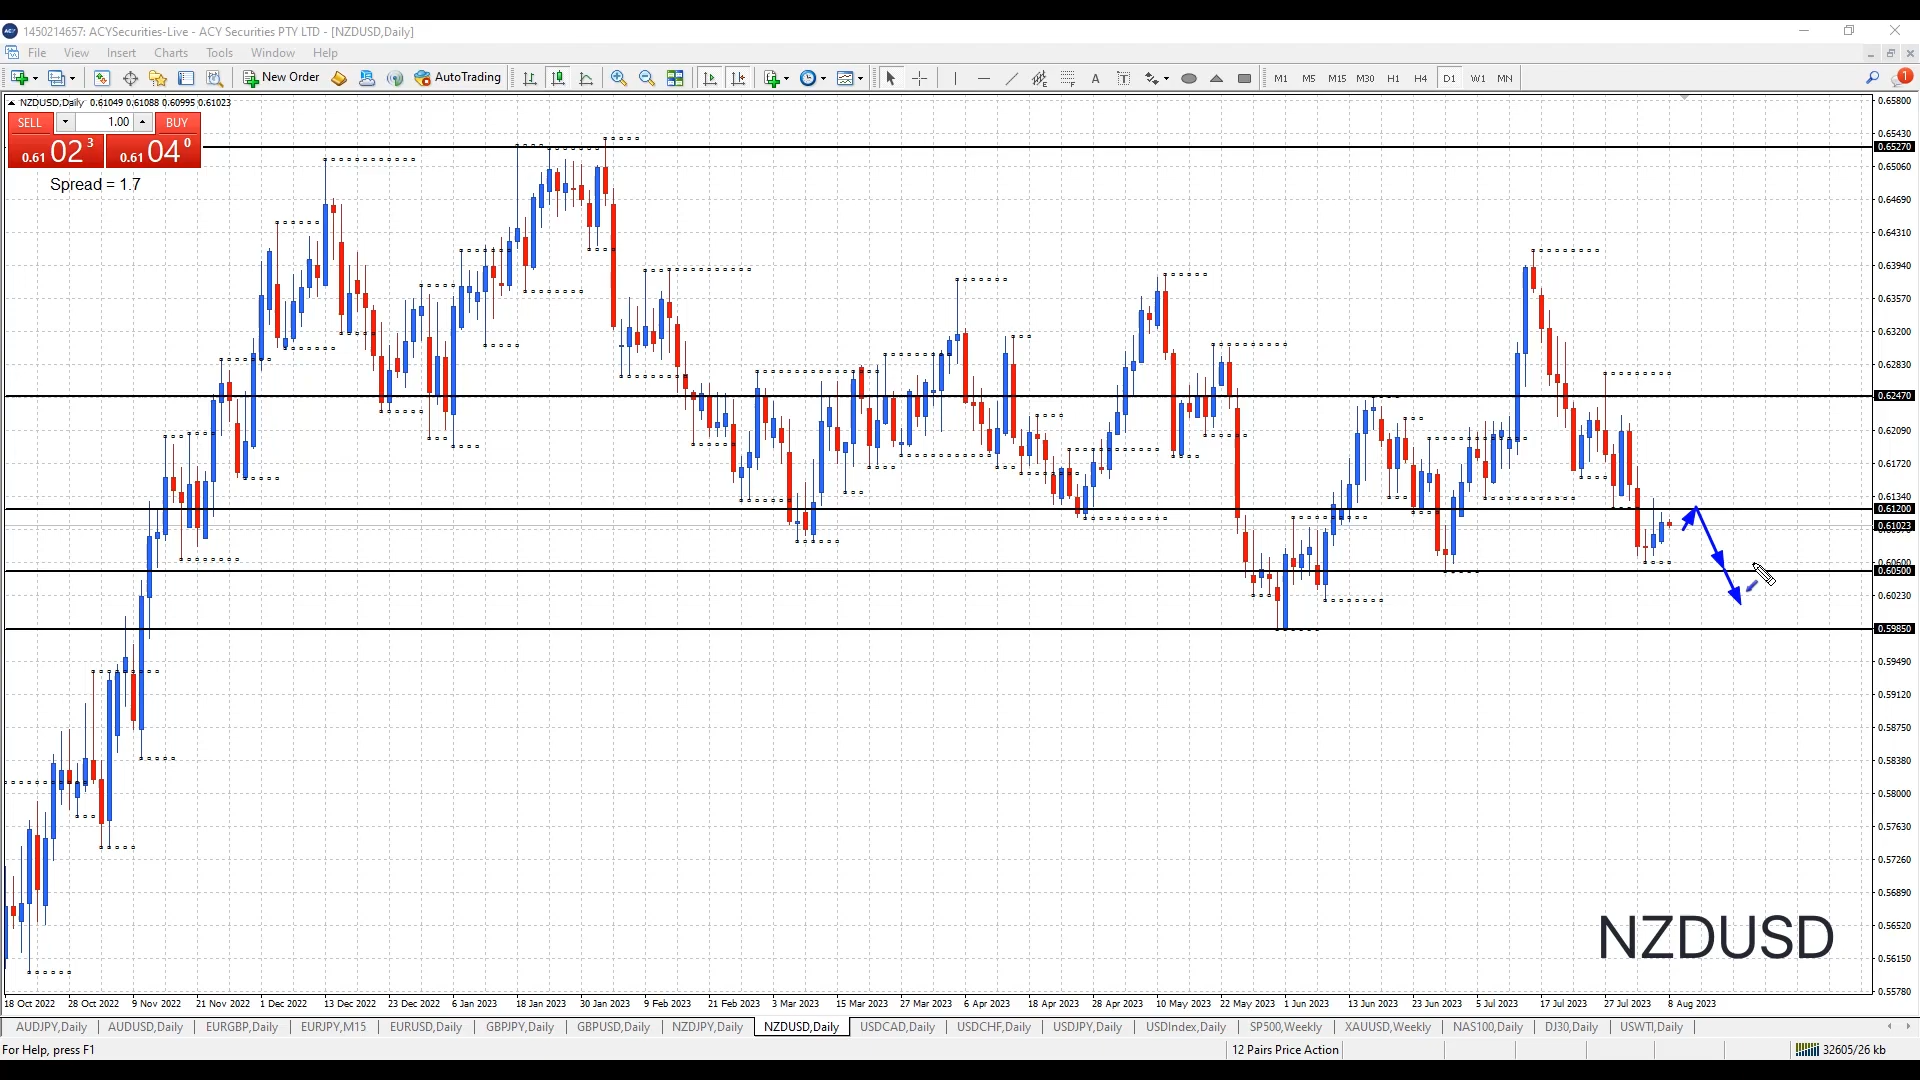 1450214657: ACYSecurities-Live - ACY Securities PTY LTD - [NZDUSD,Daily]
File View Insert Charts Tools Window Help
New Order AutoTrading A T M1 M5 M15 M30 H1 H4 D1 W1 MN 1
NZDUSD,Daily 0.61049 0.61088 0.60995 0.61023
SELL 1.00 BUY
0.61 02 3 0.61 04 0
Spread = 1.7
0.65800
0.65430
0.65270
0.65060
0.64690
0.64310
0.63940
0.63570
0.63200
0.62830
0.62470
0.62090
0.61720
0.61340
0.61200
0.61023
0.60500
0.60230
0.59850
0.59490
0.59120
0.58750
0.58380
0.58000
0.57630
0.57260
0.56890
0.56520
0.56150
0.55780
NZDUSD
18 Oct 2022 28 Oct 2022 9 Nov 2022 21 Nov 2022 1 Dec 2022 13 Dec 2022 23 Dec 2022 6 Jan 2023 18 Jan 2023 30 Jan 2023 9 Feb 2023 21 Feb 2023 3 Mar 2023 15 Mar 2023 27 Mar 2023 6 Apr 2023 18 Apr 2023 28 Apr 2023 10 May 2023 22 May 2023 1 Jun 2023 13 Jun 2023 23 Jun 2023 5 Jul 2023 17 Jul 2023 27 Jul 2023 8 Aug 2023
AUDJPY,Daily AUDUSD,Daily EURGBP,Daily EURJPY,M15 EURUSD,Daily GBPJPY,Daily GBPUSD,Daily NZDJPY,Daily NZDUSD,Daily USDCAD,Daily USDCHF,Daily USDJPY,Daily USDIndex,Daily SP500,Weekly XAUUSD,Weekly NAS100,Daily DJ30,Daily USWTI,Daily
For Help, press F1 12 Pairs Price Action 32605/26 kb